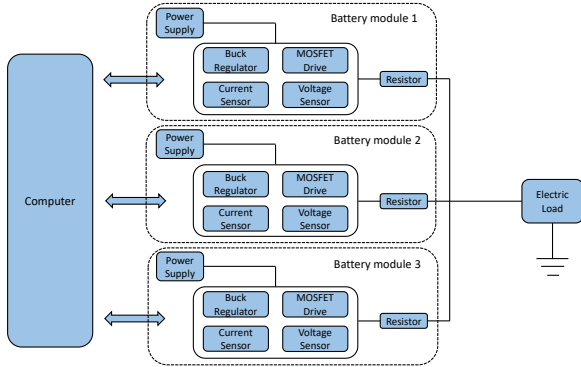 Computer
Battery module 1
Power
Supply
Buck
Regulator
MOSFET
Drive
Current
Sensor
Voltage
Sensor
Resistor
Battery module 2
Power
Supply
Buck
Regulator
MOSFET
Drive
Current
Sensor
Voltage
Sensor
Resistor
Battery module 3
Power
Supply
Buck
Regulator
MOSFET
Drive
Current
Sensor
Voltage
Sensor
Resistor
Electric
Load